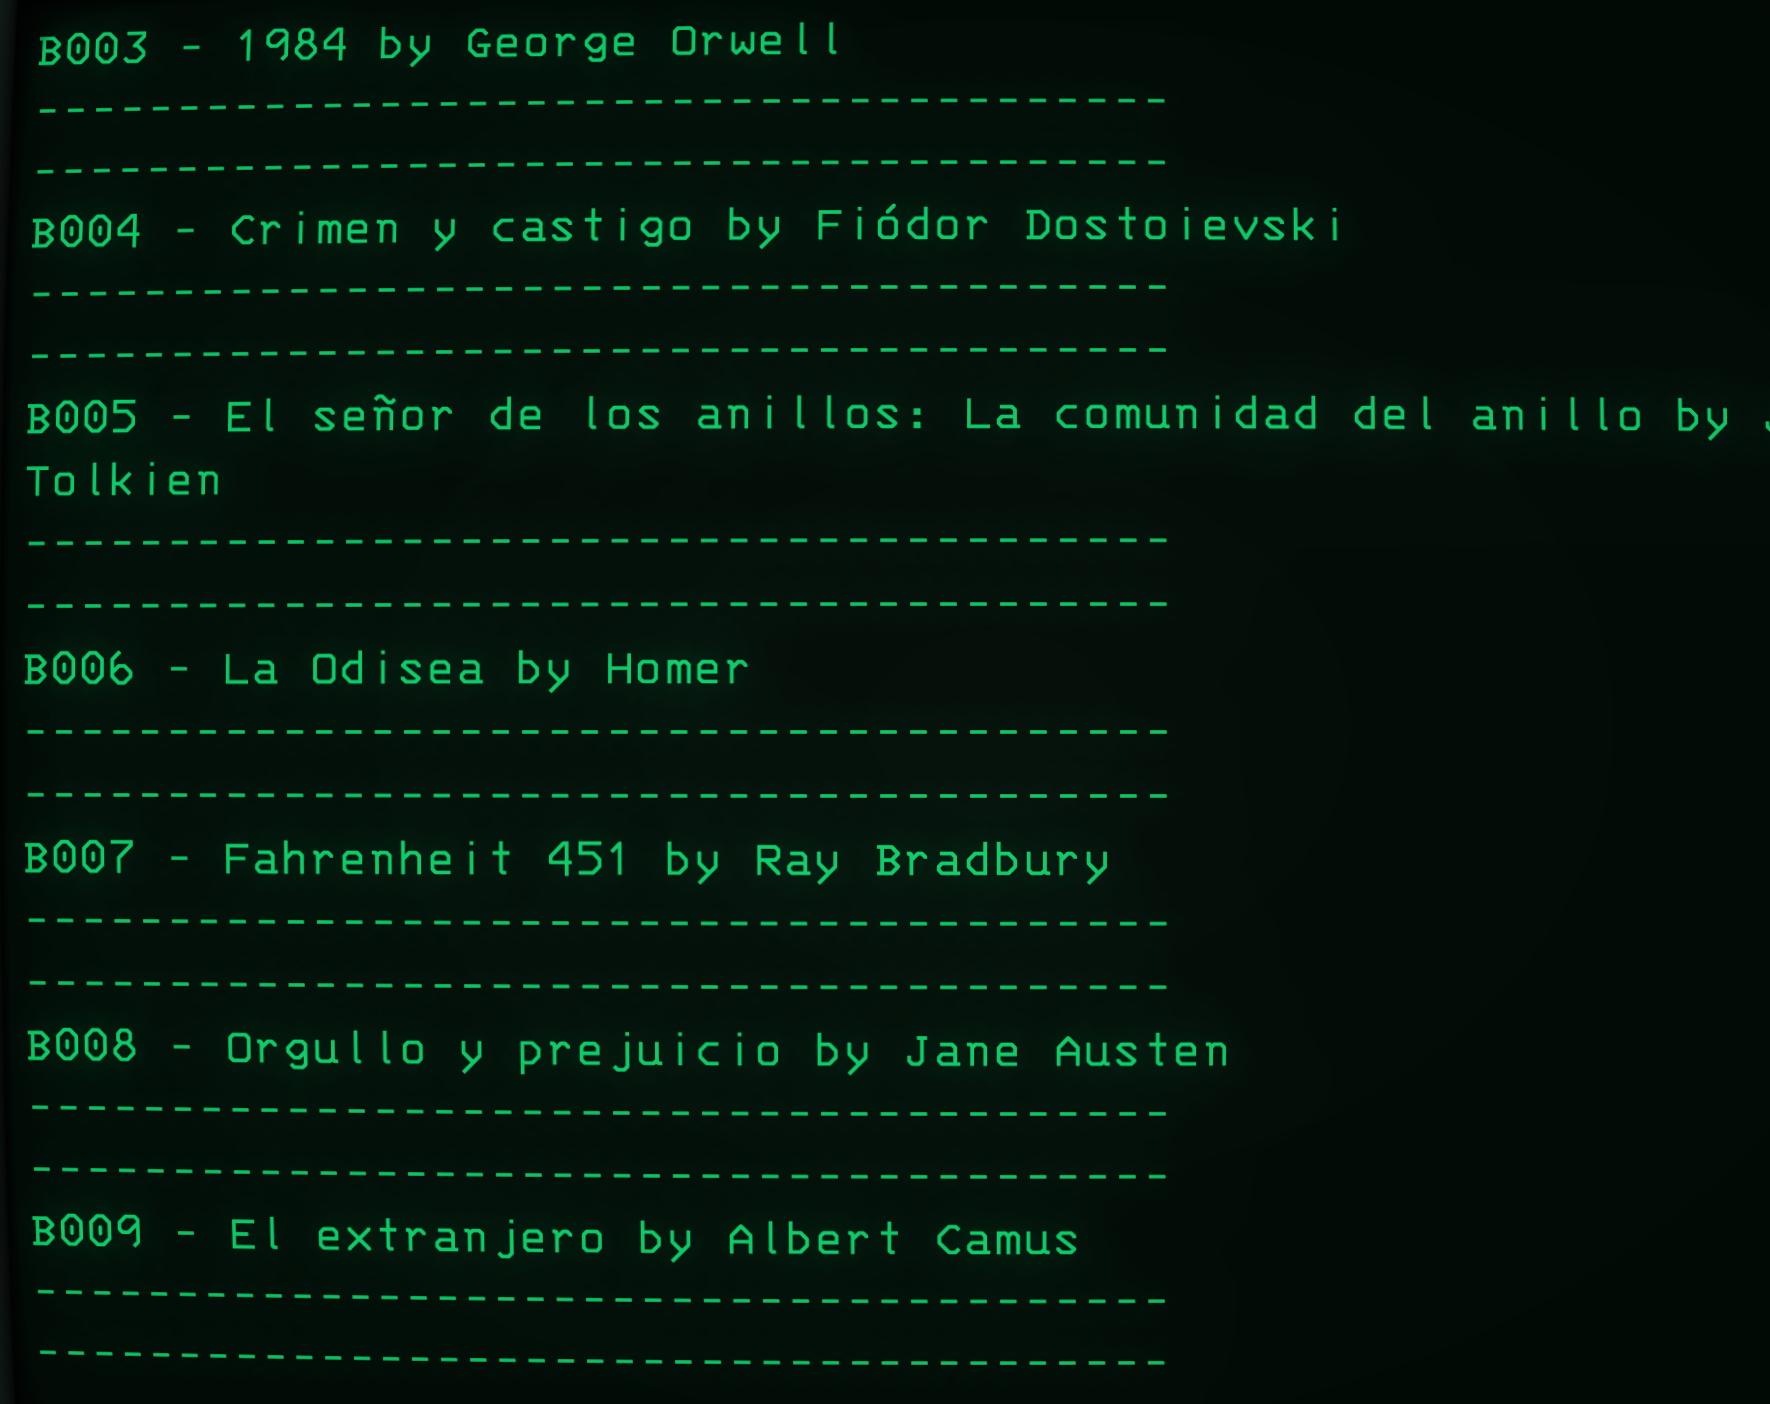 B003 - 1984 by George Orwell
----------------------------------------
----------------------------------------
B004 - Crimen y castigo by Fiódor Dostoievski
----------------------------------------
----------------------------------------
B005 - El señor de los anillos: La comunidad del anillo by
Tolkien
----------------------------------------
----------------------------------------
B006 - La Odisea by Homer
----------------------------------------
----------------------------------------
B007 - Fahrenheit 451 by Ray Bradbury
----------------------------------------
----------------------------------------
B008 - Orgullo y prejuicio by Jane Austen
----------------------------------------
----------------------------------------
B009 - El extranjero by Albert Camus
----------------------------------------
----------------------------------------